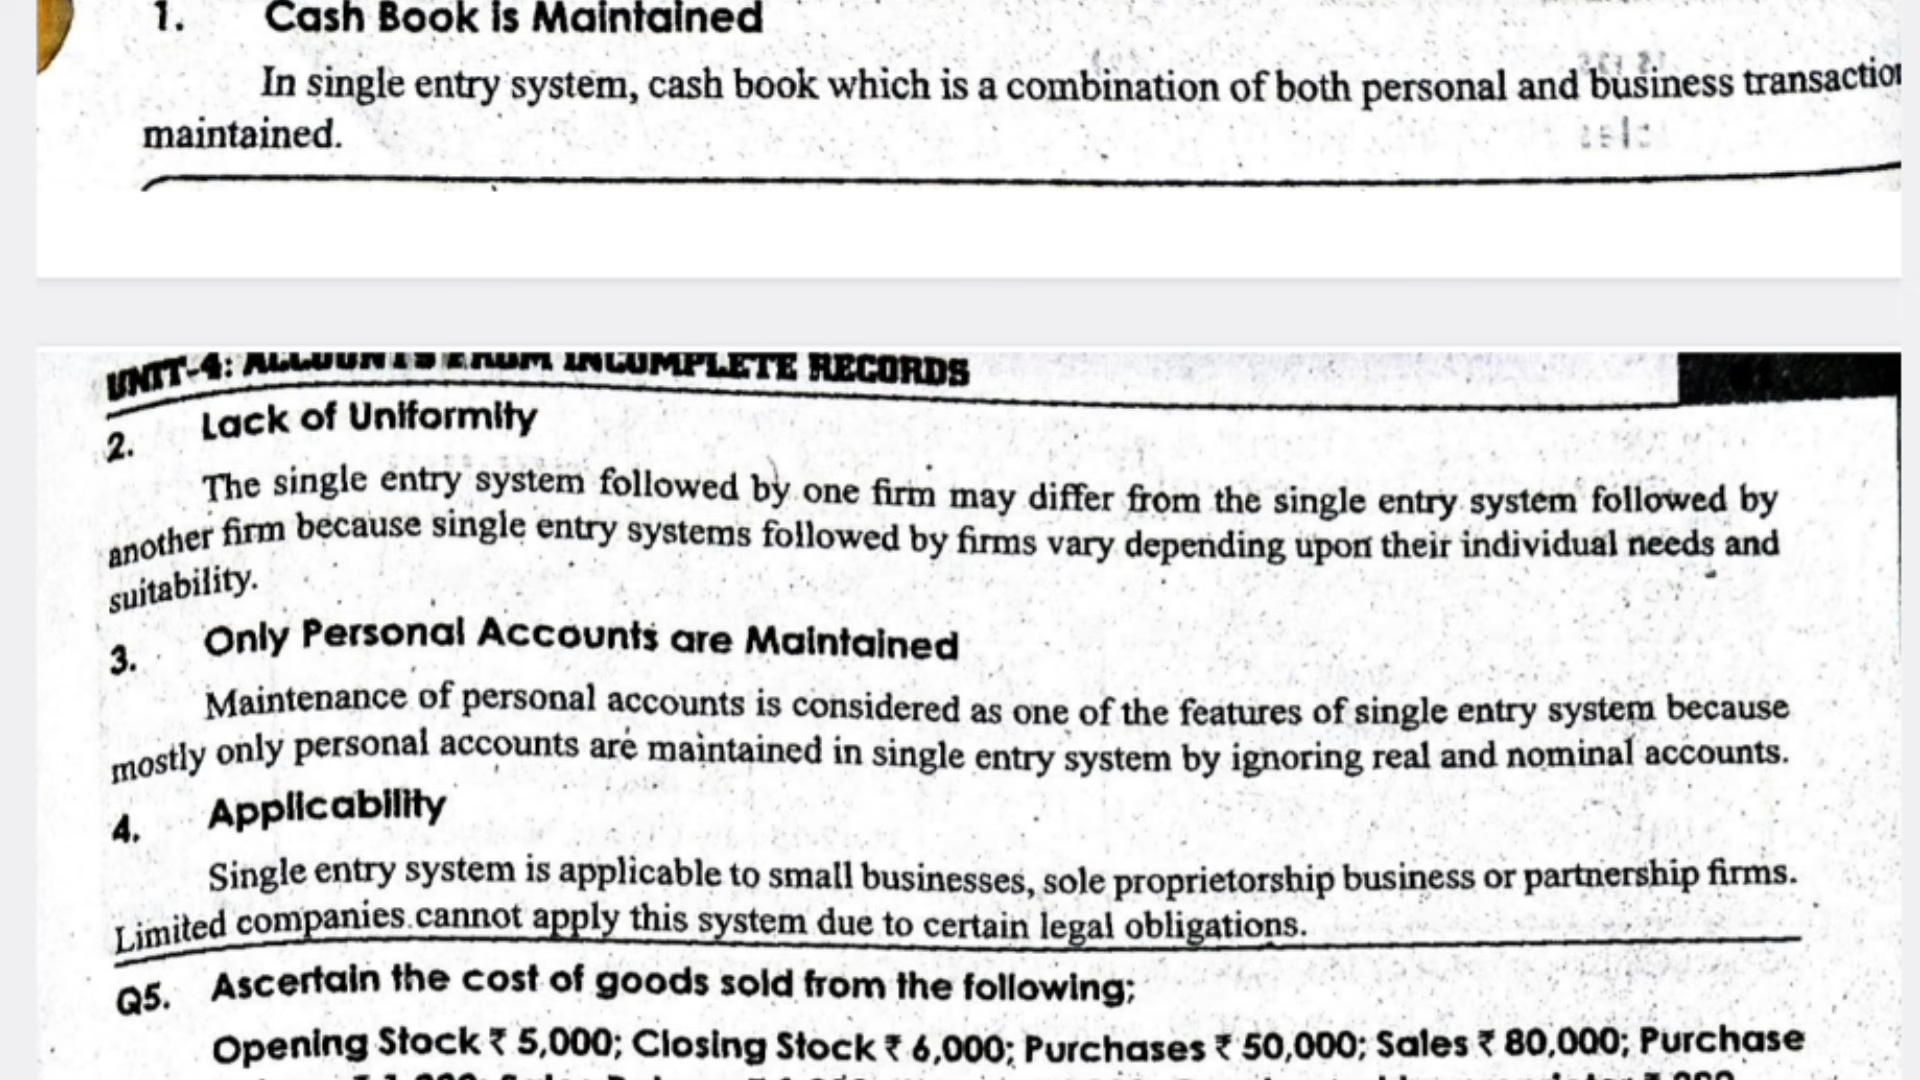 1. Cash Book is Maintained
In single entry system, cash book which is a combination of both personal and business
maintained.
UNIT-4: ACCOUNTS FROM INCOMPLETE RECORDS
2. Lack of Uniformity
The single entry system followed by one firm may differ from the single entry system followed by
another firm because single entry systems followed by firms vary depending upon their individual needs and
suitability.
3. Only Personal Accounts are Maintained
Maintenance of personal accounts is considered as one of the features of single entry system because
mostly only personal accounts are maintained in single entry system by ignoring real and nominal accounts.
4. Applicability
Single entry system is applicable to small businesses, sole proprietorship business or partnership firms.
Limited companies cannot apply this system due to certain legal obligations.
Q5. Ascertain the cost of goods sold from the following;
Opening Stock ₹ 5,000; Closing Stock ₹ 6,000; Purchases ₹ 50,000; Sales ₹ 80,000; Purchase